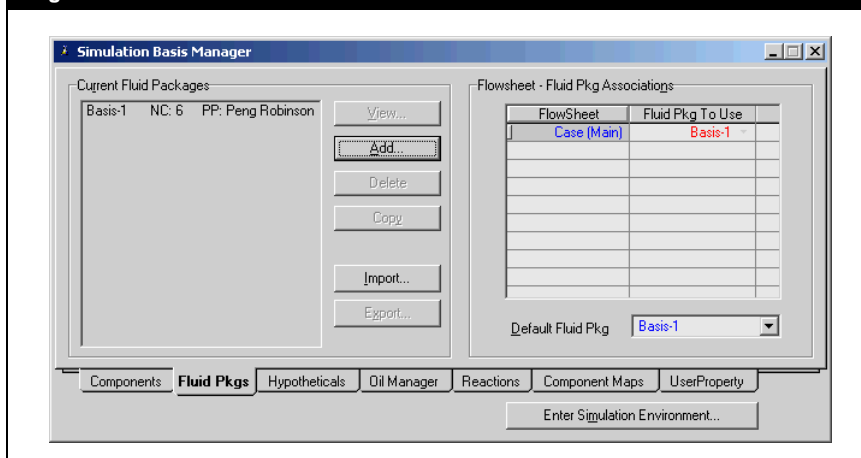 Simulation Basis Manager
Current Fluid Packages
Basis-1 NC: 6 PP: Peng Robinson
View...
Add...
Delete
Copy
Import...
Export...
Flowsheet - Fluid Pkg Associations
FlowSheet Fluid Pkg To Use
Case (Main) Basis-1
Default Fluid Pkg Basis-1
Components Fluid Pkgs Hypotheticals Oil Manager Reactions Component Maps UserProperty
Enter Simulation Environment...